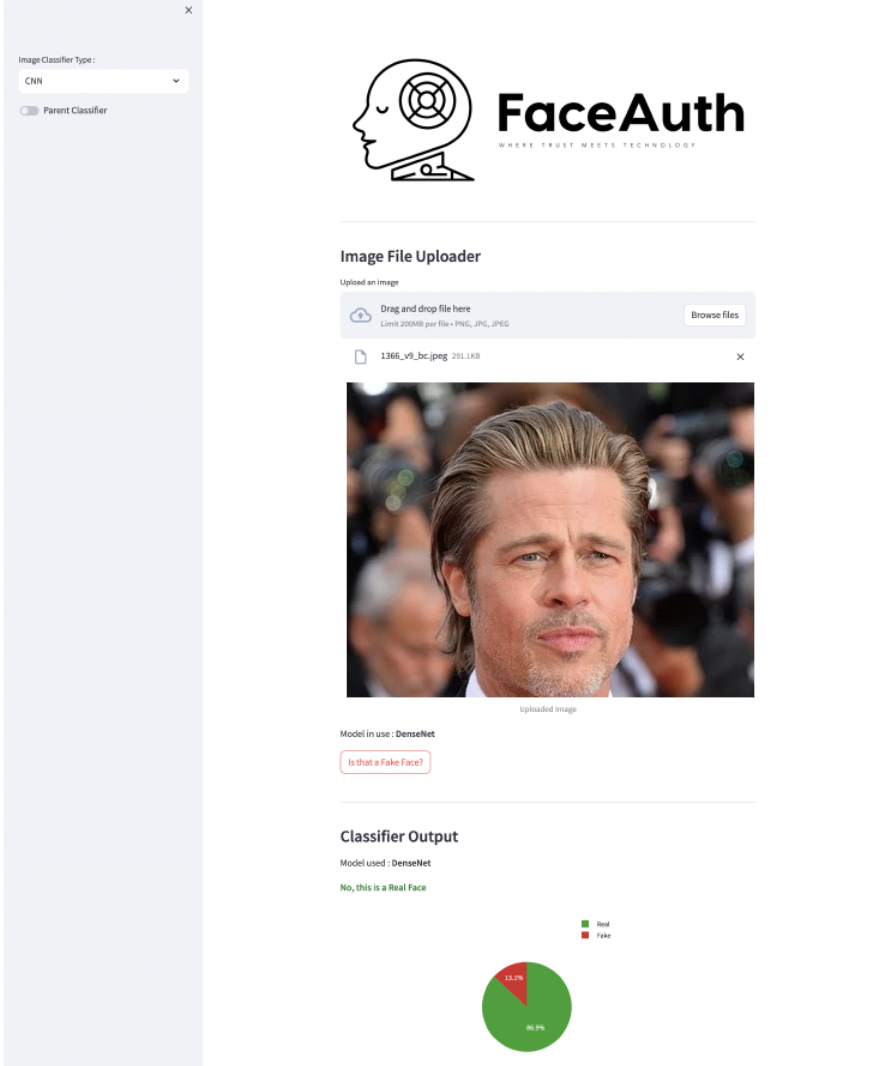 Image Classifier Type :
CNN
Parent Classifier
FaceAuth
WHERE TRUST MEETS TECHNOLOGY
Image File Uploader
Upload an image
Drag and drop file here
Limit 200MB per file • PNG, JPG, JPEG
Browse files
1366_v9_bc.jpeg 291.1KB
Uploaded Image
Model in use : DenseNet
Is that a Fake Face?
Classifier Output
Model used : DenseNet
No, this is a Real Face
Real
Fake
13.1%
86.9%